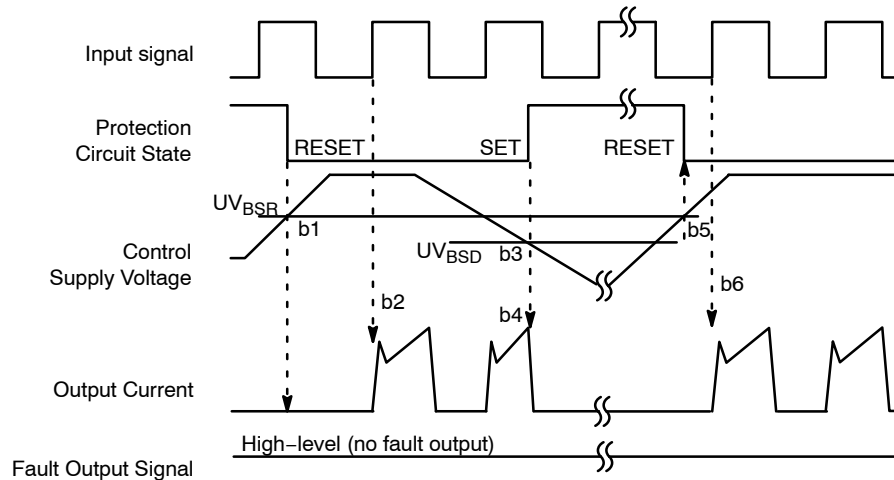 Input signal
Protection
Circuit State
RESET
SET
RESET
UVBSR
b1
UVBSD
b3
b5
Control
Supply Voltage
b2
b4
b6
Output Current
High−level (no fault output)
Fault Output Signal